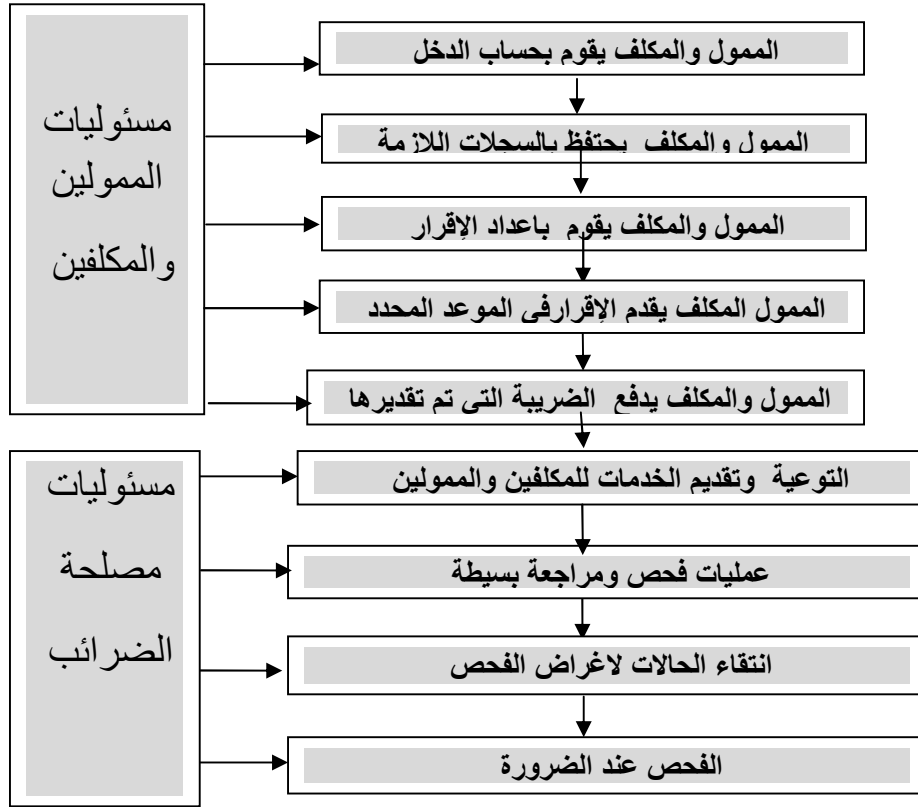 مسئوليات
الممولين
والمكلفين
الممول والمكلف يقوم بحساب الدخل
الممول والمكلف يحتفظ بالسجلات اللازمة
الممول والمكلف يقوم باعداد الإقرار
الممول المكلف يقدم الإقرارفى الموعد المحدد
الممول والمكلف يدفع الضريبة التى تم تقديرها
مسئوليات
مصلحة
الضرائب
التوعية وتقديم الخدمات للمكلفين والممولين
عمليات فحص ومراجعة بسيطة
انتقاء الحالات لاغراض الفحص
الفحص عند الضرورة